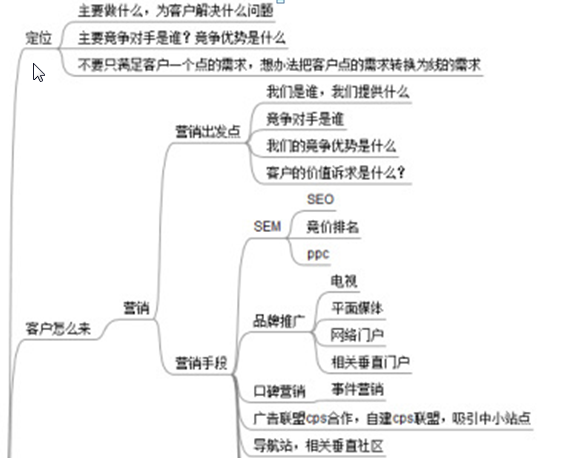 主要做什么，为客户解决什么问题
定位
主要竞争对手是谁？竞争优势是什么
不要只满足客户一个点的需求，想办法把客户点的需求转换为线的需求
我们是谁，我们提供什么
营销出发点
竞争对手是谁
我们的竞争优势是什么
客户的价值诉求是什么？
SEO
SEM
竞价排名
ppc
电视
营销
平面媒体
品牌推广
客户怎么来
网络门户
营销手段
相关垂直门户
口碑营销
事件营销
广告联盟cps合作，自建cps联盟，吸引中小站点
导航站，相关垂直社区